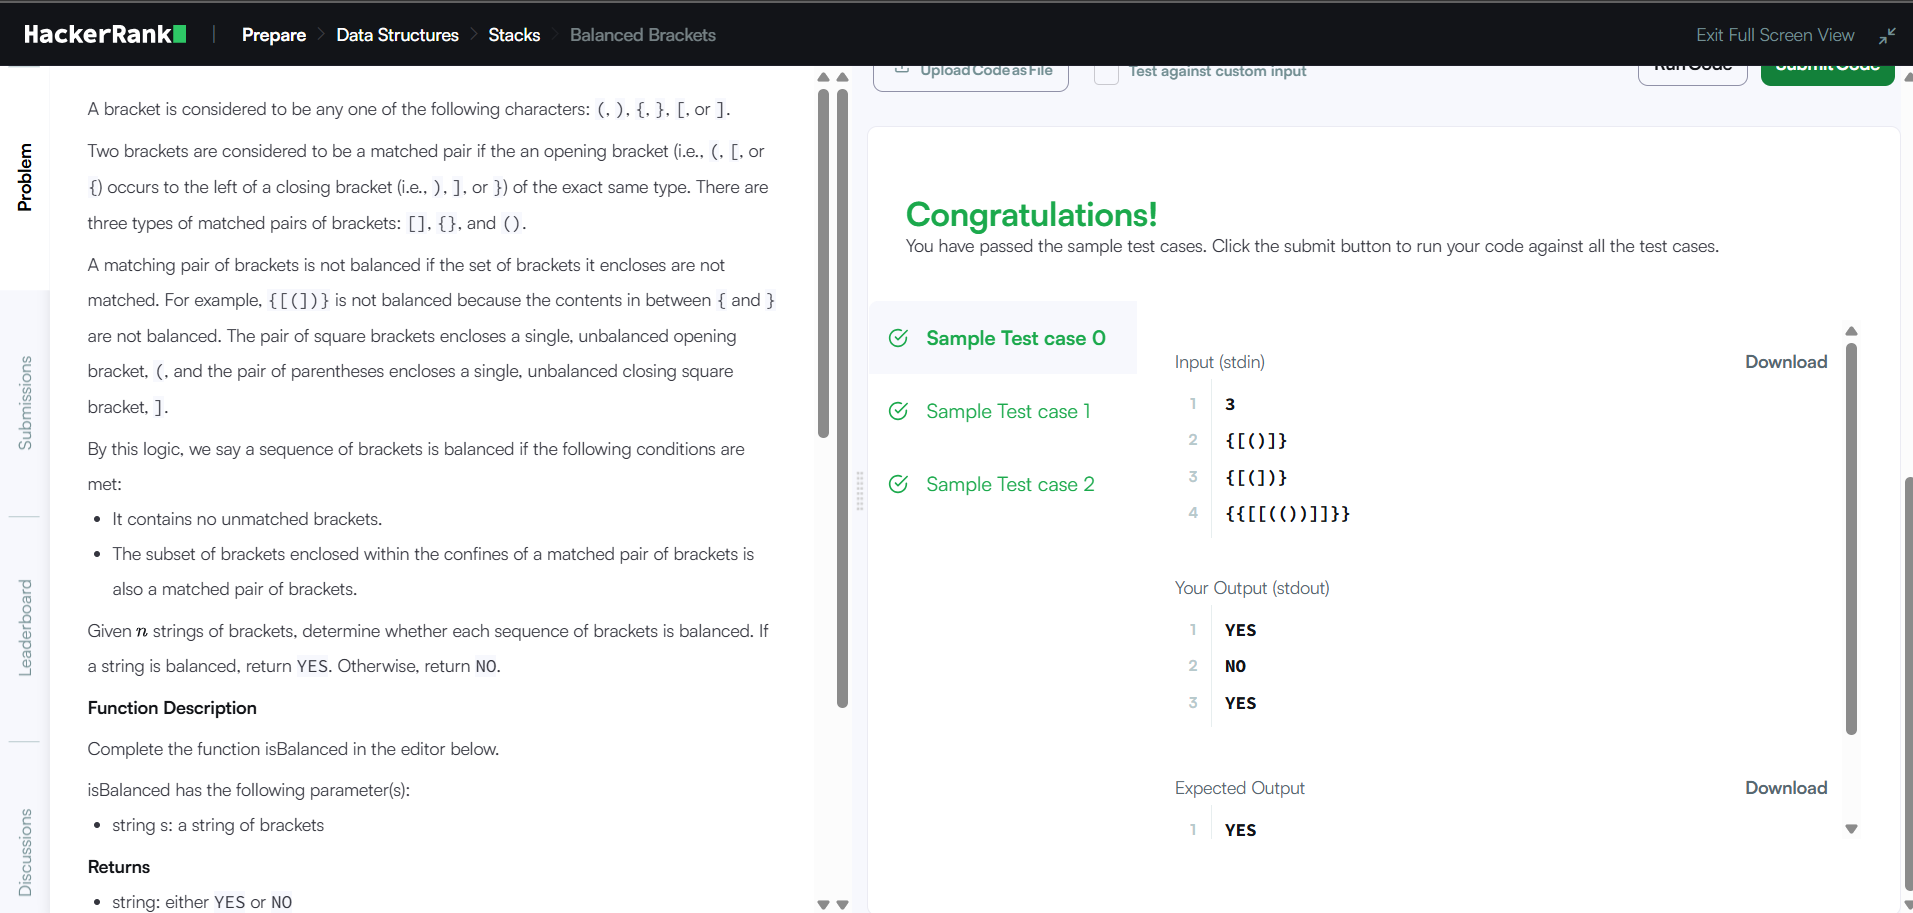 HackerRank
Prepare
Data Structures
Stacks
Balanced Brackets
Exit Full Screen View
Problem
Submissions
Leaderboard
Discussions
A bracket is considered to be any one of the following characters: (, ), {, }, [, or ].
Two brackets are considered to be a matched pair if the an opening bracket (i.e., (, [, or
{) occurs to the left of a closing bracket (i.e., ), ], or }) of the exact same type. There are
three types of matched pairs of brackets: [], {}, and ().
A matching pair of brackets is not balanced if the set of brackets it encloses are not
matched. For example, {[(])} is not balanced because the contents in between { and }
are not balanced. The pair of square brackets encloses a single, unbalanced opening
bracket, (, and the pair of parentheses encloses a single, unbalanced closing square
bracket, ].
By this logic, we say a sequence of brackets is balanced if the following conditions are
met:
• It contains no unmatched brackets.
• The subset of brackets enclosed within the confines of a matched pair of brackets is
also a matched pair of brackets.
Given n strings of brackets, determine whether each sequence of brackets is balanced. If
a string is balanced, return YES. Otherwise, return NO.
Function Description
Complete the function isBalanced in the editor below.
isBalanced has the following parameter(s):
• string s: a string of brackets
Returns
• string: either YES or NO
Upload Code as File
Test against custom input
Run Code
Submit Code
Congratulations!
You have passed the sample test cases. Click the submit button to run your code against all the test cases.
Sample Test case 0
Sample Test case 1
Sample Test case 2
Input (stdin)
Download
1 3
2 {[()]}
3 {[(])}
4 {{[[(())]]}}
Your Output (stdout)
1 YES
2 NO
3 YES
Expected Output
Download
1 YES